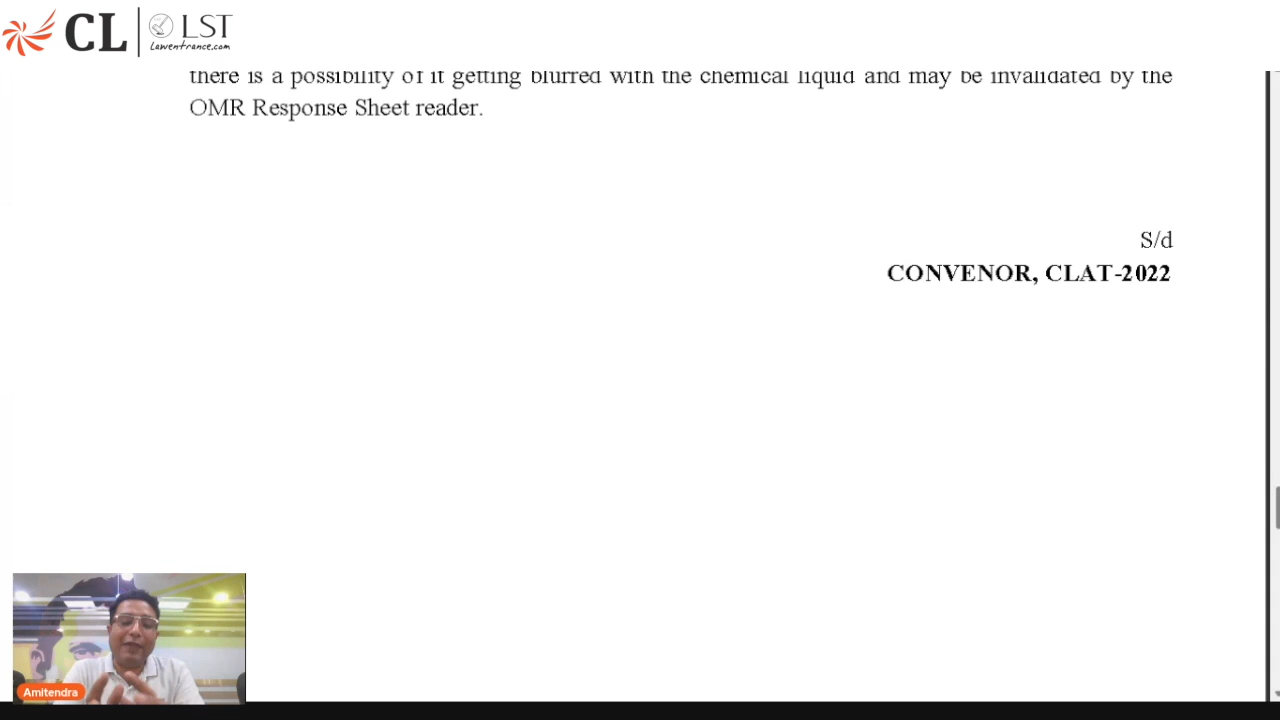 CL
LST
Lawentrance.com
there is a possibility of it getting blurred with the chemical liquid and may be invalidated by the
OMR Response Sheet reader.
S/d
CONVENOR, CLAT-2022
Amitendra